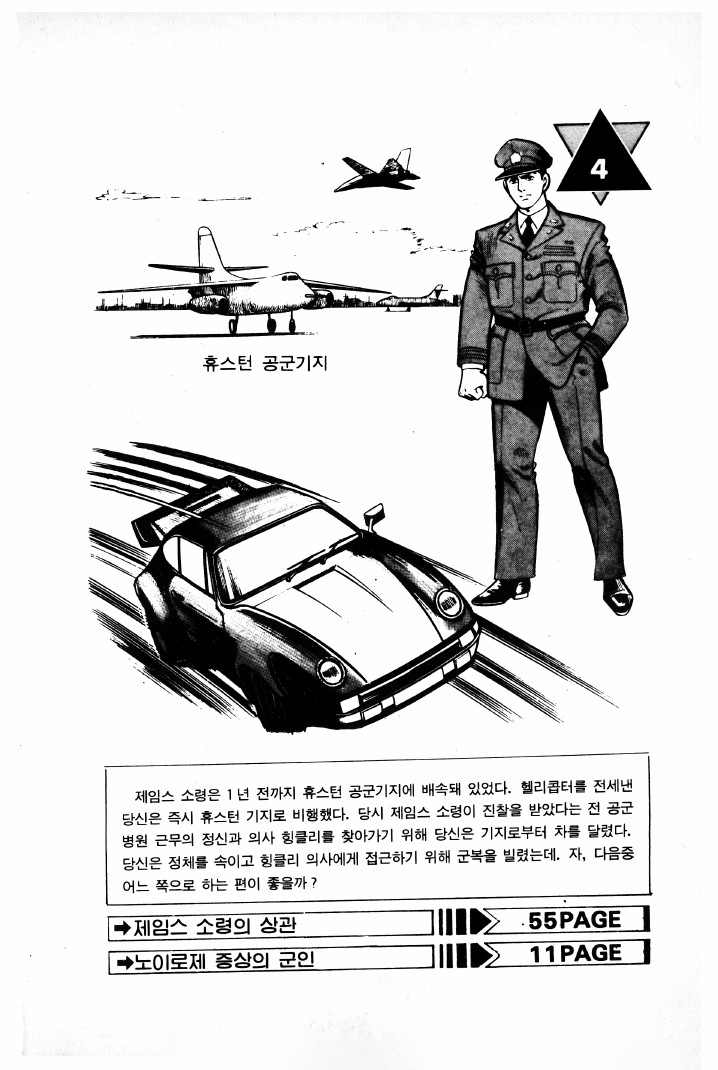 4
휴스턴 공군기지
제임스 소령은 1년 전까지 휴스턴 공군기지에 배속돼 있었다. 헬리콥터를 전세낸
당신은 즉시 휴스턴 기지로 비행했다. 당시 제임스 소령이 진찰을 받았다는 전 공군
병원 근무의 정신과 의사 힝클리를 찾아가기 위해 당신은 기지로부터 차를 달렸다.
당신은 정체를 속이고 힝클리 의사에게 접근하기 위해 군복을 빌렸는데. 자, 다음중
어느 쪽으로 하는 편이 좋을까?
➡제임스 소령의 상관 55PAGE
➡노이로제 증상의 군인 11PAGE